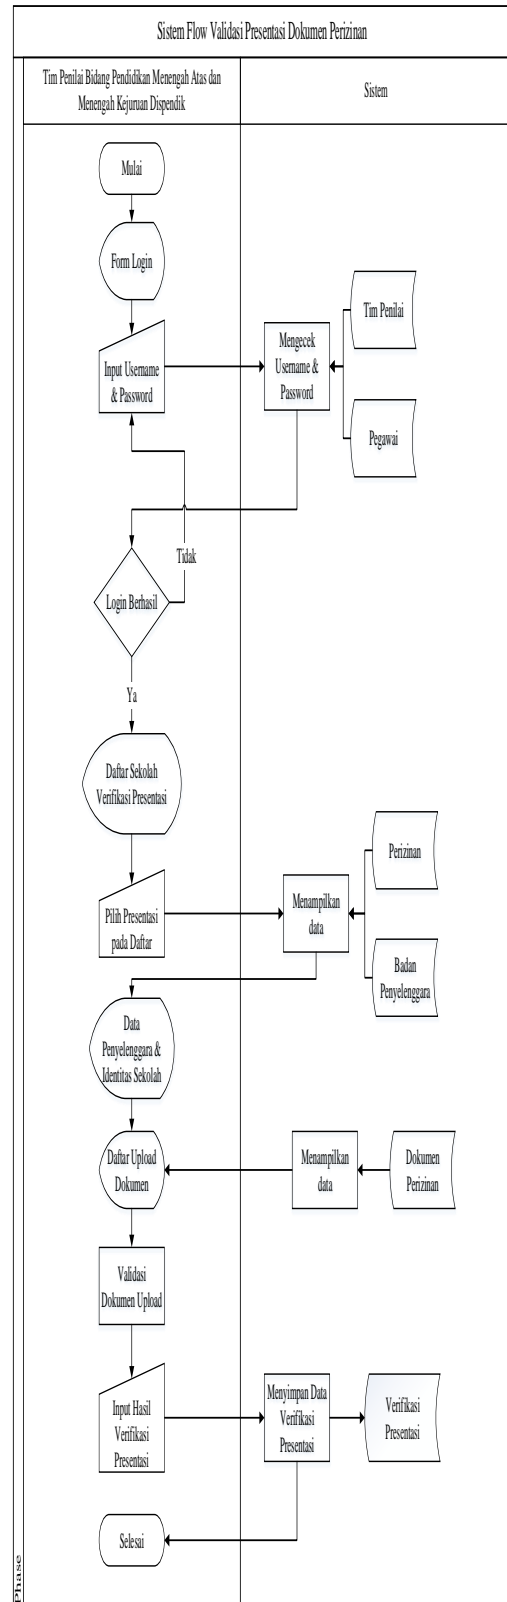 Sistem Flow Validasi Presentasi Dokumen Perizinan
Tim Penilai Bidang Pendidikan Menengah Atas dan
Menengah Kejuruan Dispendik
Sistem
Mulai
Form Login
Input Username
& Password
Mengecek
Username &
Password
Tim Penilai
Pegawai
Tidak
Login Berhasil
Ya
Daftar Sekolah
Verifikasi Presentasi
Pilih Presentasi
pada Daftar
Menampilkan
data
Perizinan
Badan
Penyelenggara
Data
Penyelenggara &
Identitas Sekolah
Daftar Upload
Dokumen
Menampilkan
data
Dokumen
Perizinan
Validasi
Dokumen Upload
Input Hasil
Verifikasi
Presentasi
Menyimpan Data
Verifikasi
Presentasi
Verifikasi
Presentasi
Selesai
Phase